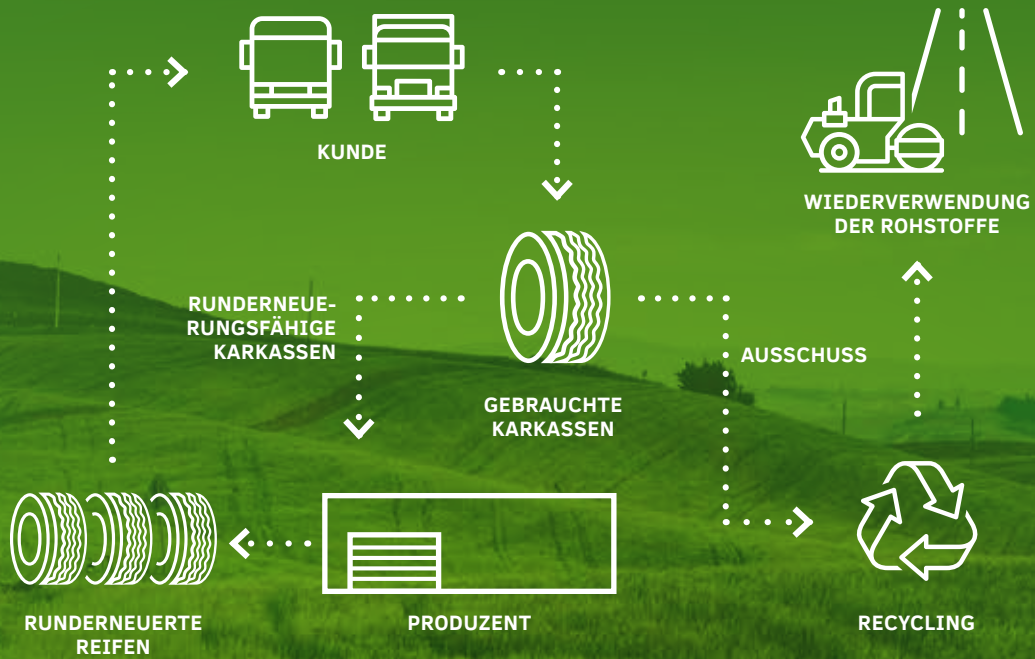 KUNDE
WIEDERVERWENDUNG
DER ROHSTOFFE
RUNDERNEUE-
RUNGSFÄHIGE
KARKASSEN
AUSSCHUSS
GEBRAUCHTE
KARKASSEN
RUNDERNEUERTE
REIFEN
PRODUZENT
RECYCLING